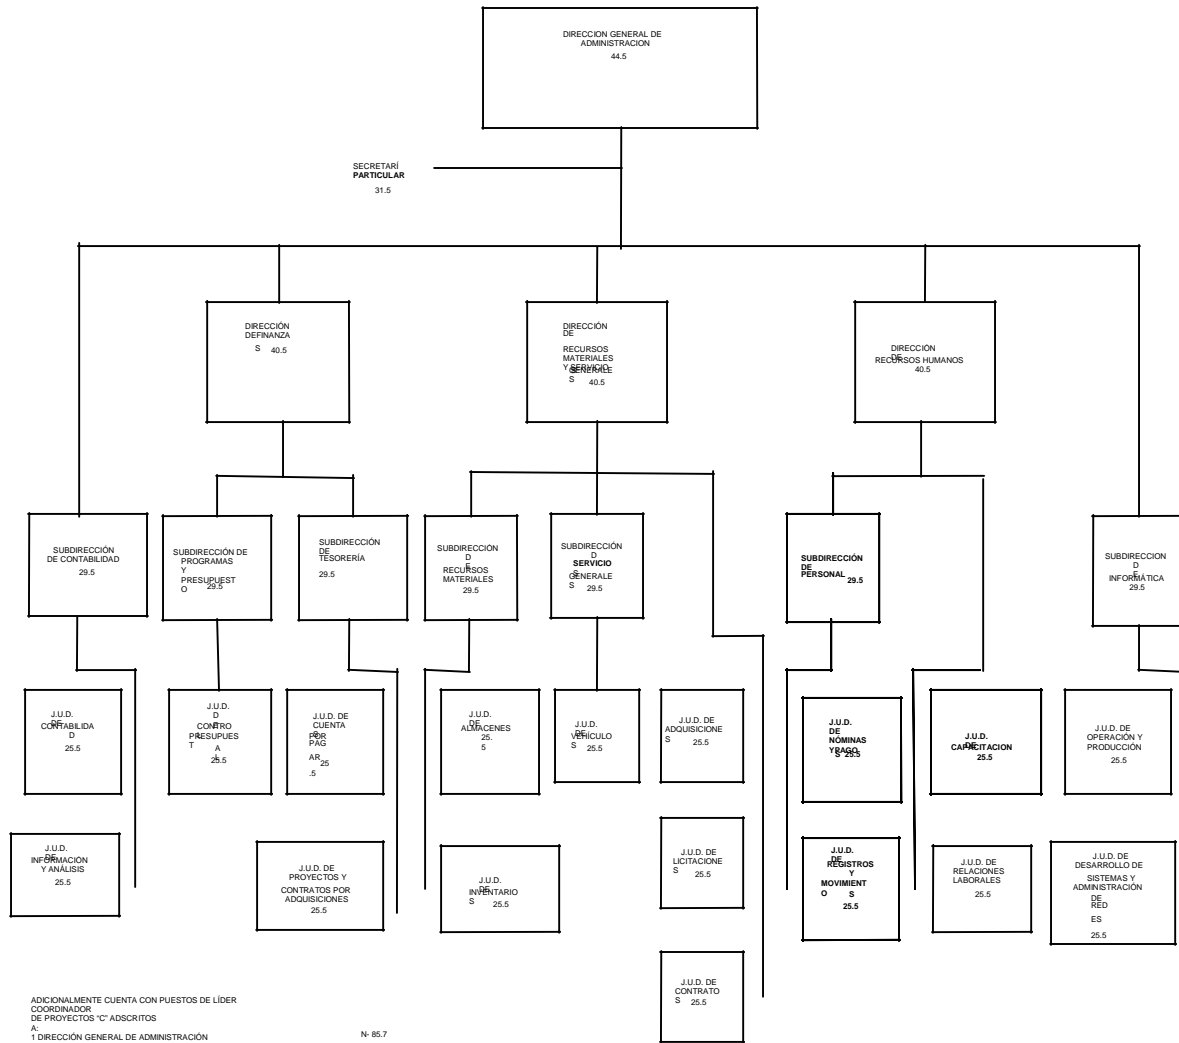 DIRECCION GENERAL DE
ADMINISTRACION
44.5
SECRETARÍ
PARTICULAR
31.5
DIRECCIÓN
DEFINANZA
S 40.5
DIRECCIÓN
DE
RECURSOS
MATERIALES
Y SERVICIO
S
GENERALE
S 40.5
DIRECCIÓN
DE
RECURSOS HUMANOS
40.5
SUBDIRECCIÓN
DE CONTABILIDAD
29.5
SUBDIRECCIÓN DE
PROGRAMAS
Y
PRESUPUEST
O 29.5
SUBDIRECCIÓN
DE
TESORERÍA
29.5
SUBDIRECCIÓN
D
E
RECURSOS
MATERIALES
29.5
SUBDIRECCIÓN
D
E
SERVICIO
S
GENERALE
S 29.5
SUBDIRECCIÓN
DE
PERSONAL 29.5
SUBDIRECCION
D
E
INFORMÁTICA
29.5
J.U.D.
DE
CONTABILIDA
D
25.5
J.U.D.
D
E
CONTRO
L
PRESUPUES
T
A
L
25.5
J.U.D. DE
CUENTA
S
POR
PAG
AR 25
.5
J.U.D.
DE
ALMACENES
25.
5
J.U.D.
DE
VEHÍCULO
S 25.5
J.U.D. DE
ADQUISICIONE
S 25.5
J.U.D.
DE
NÓMINAS
YPAGO
S 25.5
J.U.D.
DE
CAPACITACION
25.5
J.U.D. DE
OPERACIÓN Y
PRODUCCIÓN
25.5
J.U.D.
DE
INFORMACIÓN
Y ANÁLISIS
25.5
J.U.D. DE
PROYECTOS Y
CONTRATOS POR
ADQUISICIONES
25.5
J.U.D.
DE
INVENTARIO
S 25.5
J.U.D. DE
LICITACIONE
S 25.5
J.U.D.
DE
REGISTROS
Y
MOVIMIENT
O S
25.5
J.U.D. DE
RELACIONES
LABORALES
25.5
J.U.D. DE
DESARROLLO DE
SISTEMAS Y
ADMINISTRACIÓN
DE
RED
ES
25.5
J.U.D. DE
CONTRATO
S 25.5
ADICIONALMENTE CUENTA CON PUESTOS DE LÍDER
COORDINADOR
DE PROYECTOS "C" ADSCRITOS
A:
1 DIRECCIÓN GENERAL DE ADMINISTRACIÓN
N- 85.7